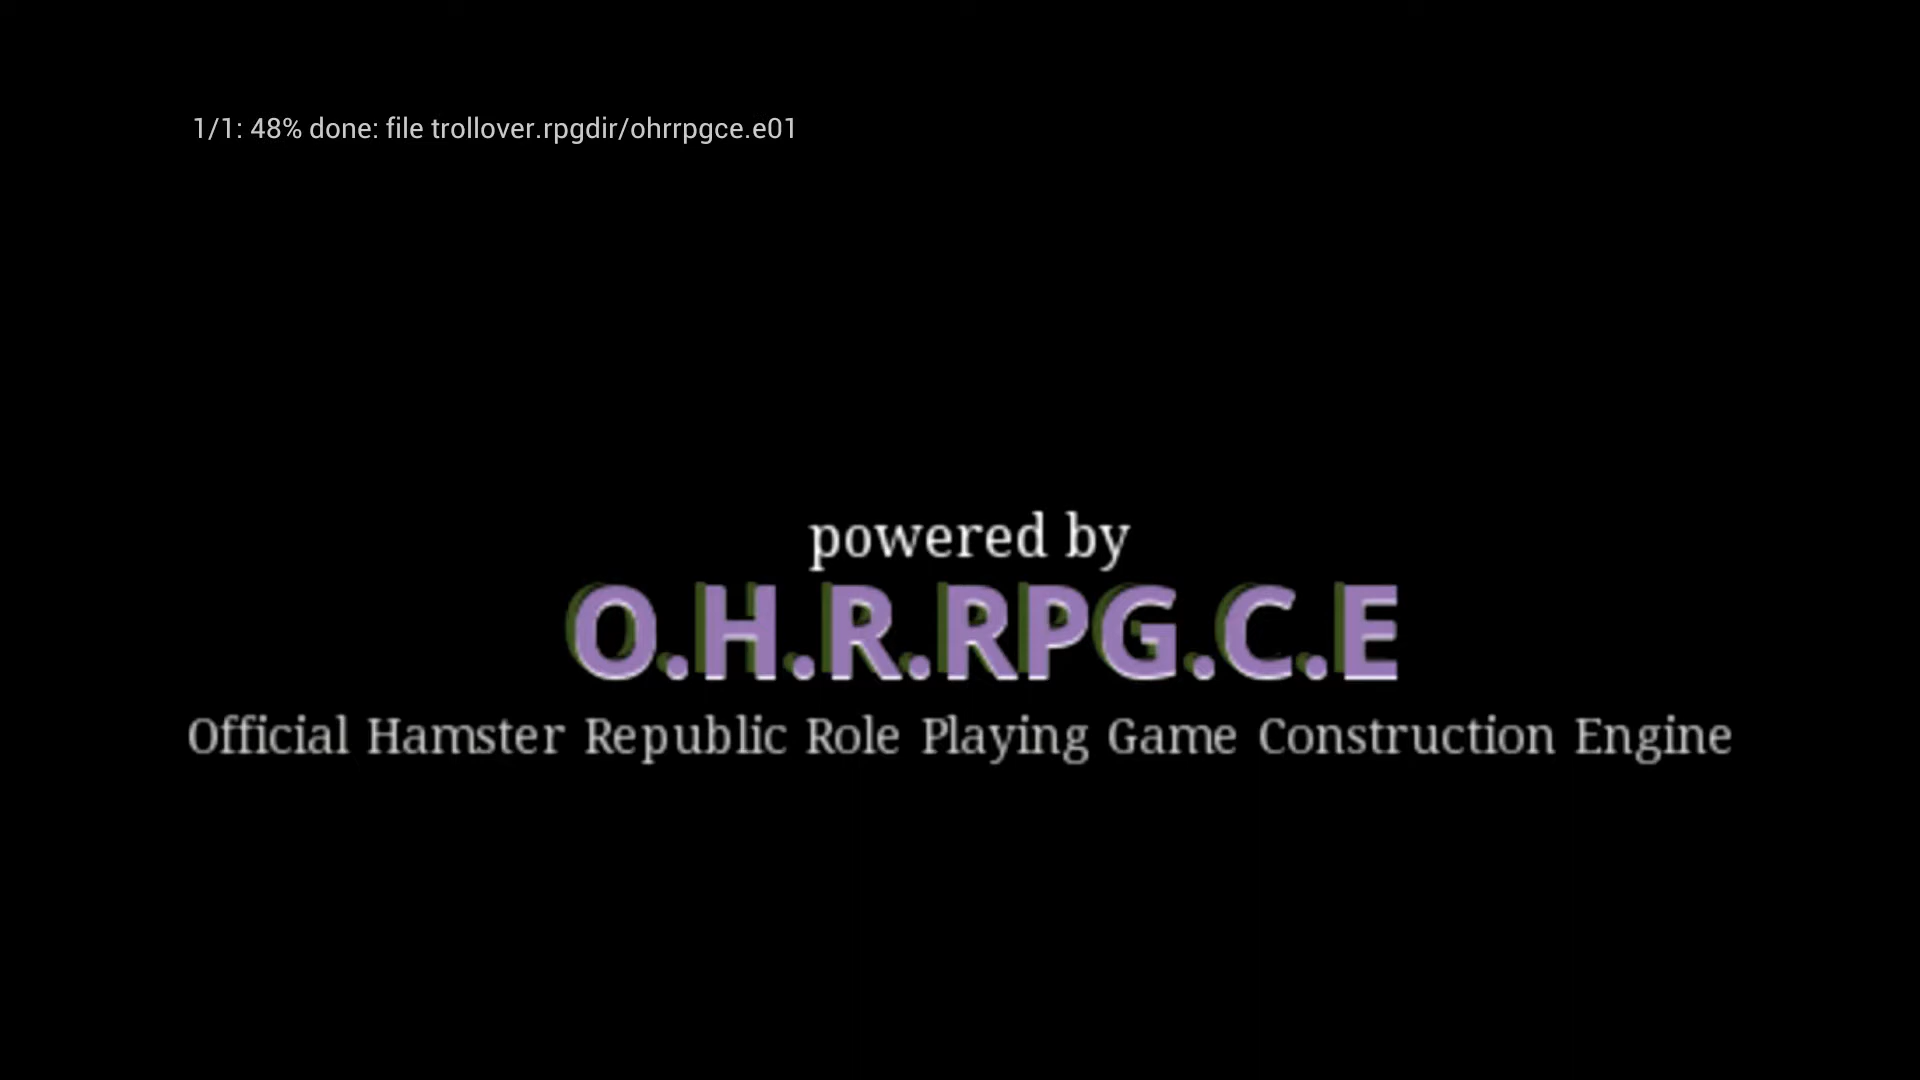 1/1: 48% done: file trollover.rpgdir/ohrrpgce.e01
powered by
O.H.R.RPG.C.E
Official Hamster Republic Role Playing Game Construction Engine